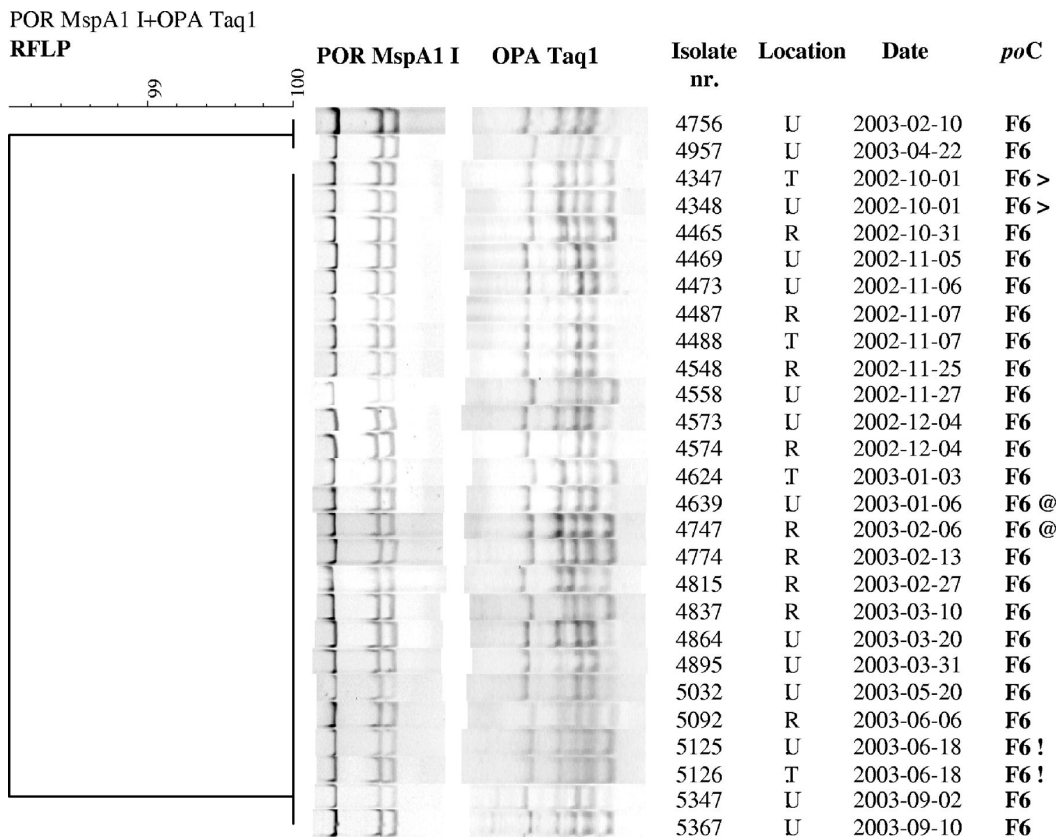 POR MspA1 I+OPA Taq1
RFLP POR MspA1 I OPA Taq1 Isolate nr. Location Date poC
99 100
4756 U 2003-02-10 F6
4957 U 2003-04-22 F6
4347 T 2002-10-01 F6 >
4348 U 2002-10-01 F6 >
4465 R 2002-10-31 F6
4469 U 2002-11-05 F6
4473 U 2002-11-06 F6
4487 R 2002-11-07 F6
4488 T 2002-11-07 F6
4548 R 2002-11-25 F6
4558 U 2002-11-27 F6
4573 U 2002-12-04 F6
4574 R 2002-12-04 F6
4624 T 2003-01-03 F6
4639 U 2003-01-06 F6 @
4747 R 2003-02-06 F6 @
4774 R 2003-02-13 F6
4815 R 2003-02-27 F6
4837 R 2003-03-10 F6
4864 U 2003-03-20 F6
4895 U 2003-03-31 F6
5032 U 2003-05-20 F6
5092 R 2003-06-06 F6
5125 U 2003-06-18 F6 !
5126 T 2003-06-18 F6 !
5347 U 2003-09-02 F6
5367 U 2003-09-10 F6